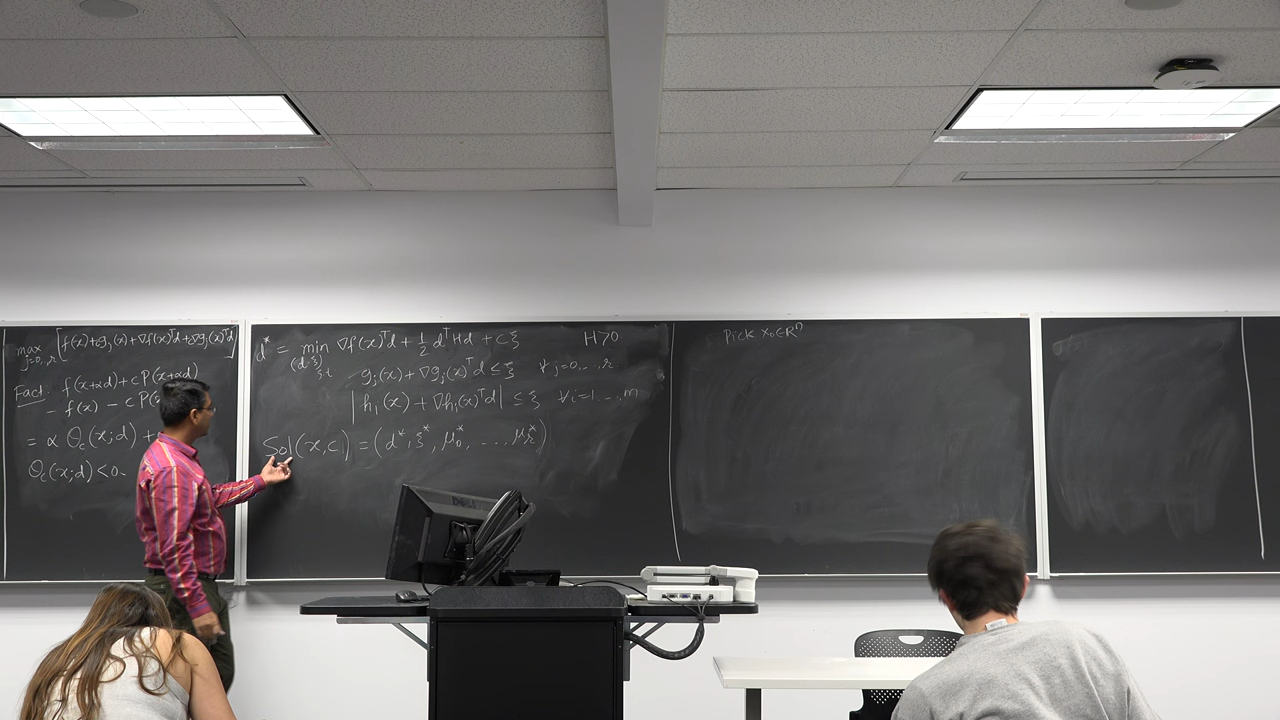 max [f(x)+g_j(x)+∇f(x)^T d+∇g_j(x)^T d]
j=0,..,r
Fact. f(x+αd)+cP(x+αd)
- f(x) - cP(
= α Θ_c(x;d) +
Θ_c(x;d)<0.
d* = min ∇f(x)^T d + 1/2 d^T H d + cξ H>0
(d,ξ)
s.t g_j(x) + ∇g_j(x)^T d ≤ ξ ∀ j=0,..,r.
|h_i(x) + ∇h_i(x)^T d| ≤ ξ ∀ i=1...,m
Sol(x,c) = (d*,ξ*,μ_0*,....,μ_r*)
Pick x_0∈R^n
DELL